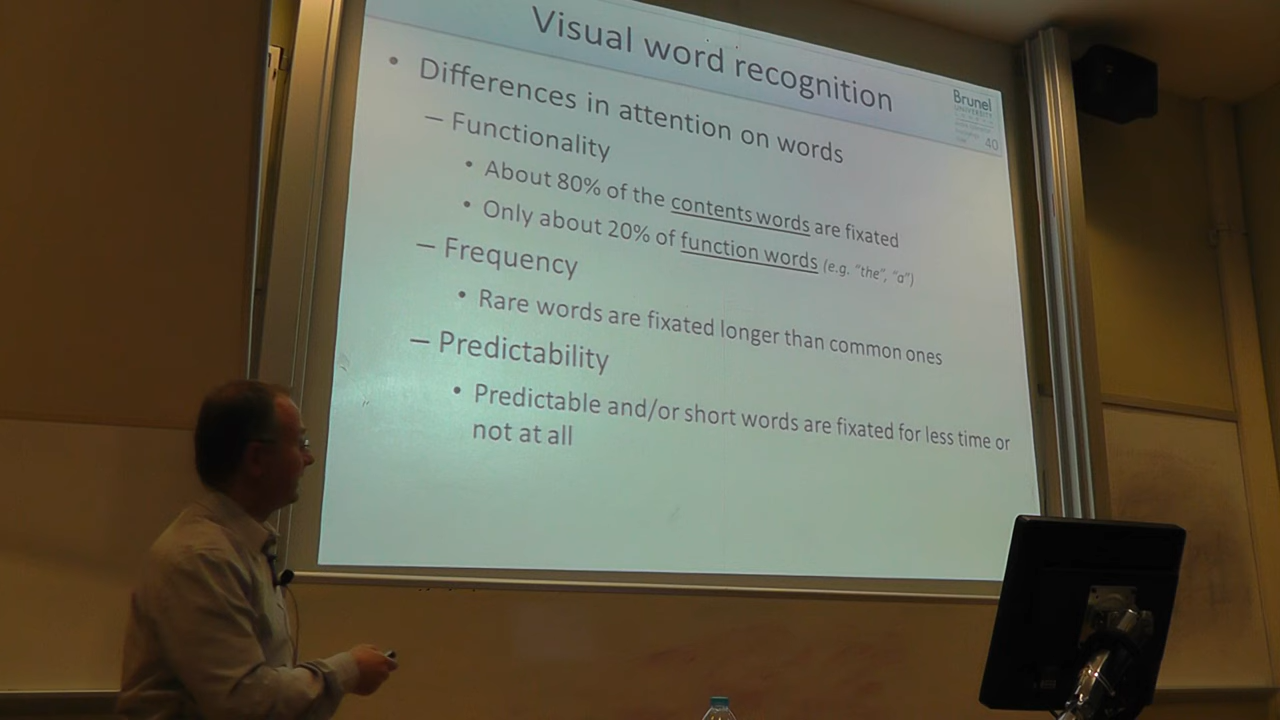 Visual word recognition
Brunel
UNIVERSITY
LONDON
40
• Differences in attention on words
– Functionality
• About 80% of the contents words are fixated
• Only about 20% of function words (e.g. "the", "a")
– Frequency
• Rare words are fixated longer than common ones
– Predictability
• Predictable and/or short words are fixated for less time or
not at all